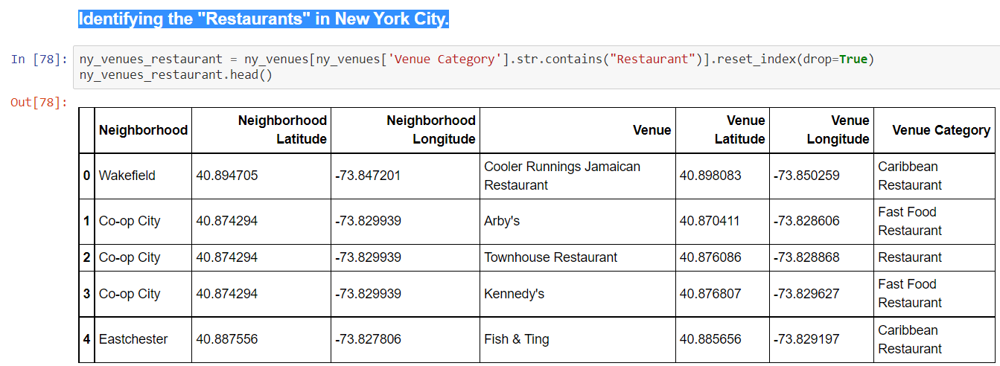 Identifying the "Restaurants" in New York City.
In [78]: ny_venues_restaurant = ny_venues[ny_venues['Venue Category'].str.contains("Restaurant")].reset_index(drop=True)
ny_venues_restaurant.head()
Out[78]:
Neighborhood Neighborhood Latitude Neighborhood Longitude Venue Venue Latitude Venue Longitude Venue Category
0 Wakefield 40.894705 -73.847201 Cooler Runnings Jamaican Restaurant 40.898083 -73.850259 Caribbean Restaurant
1 Co-op City 40.874294 -73.829939 Arby's 40.870411 -73.828606 Fast Food Restaurant
2 Co-op City 40.874294 -73.829939 Townhouse Restaurant 40.876086 -73.828868 Restaurant
3 Co-op City 40.874294 -73.829939 Kennedy's 40.876807 -73.829627 Fast Food Restaurant
4 Eastchester 40.887556 -73.827806 Fish & Ting 40.885656 -73.829197 Caribbean Restaurant